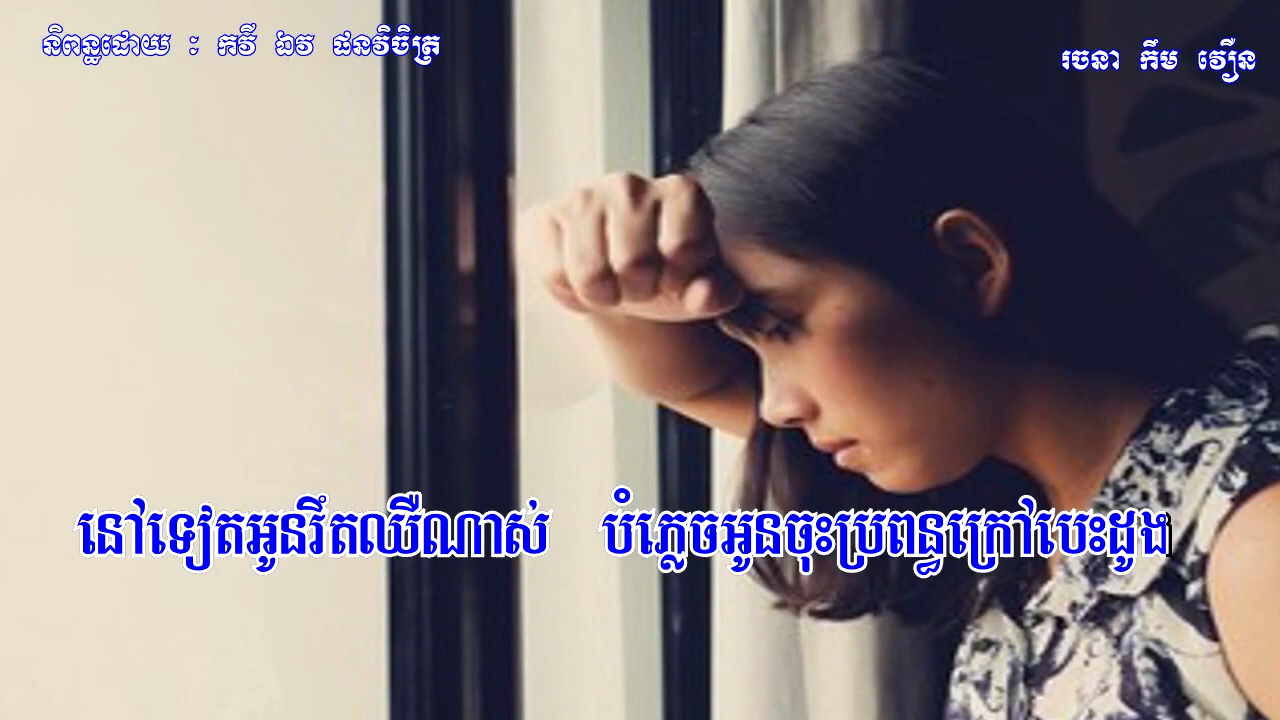 និពន្ធដោយ ៖ កវី ឯវ ផនវិចិត្រ
រចនា កឹម វឿន
នៅទៀតអូនរឹតឈឺណាស់ បំភ្លេចអូនចុះប្រពន្ធក្រៅបេះដូង